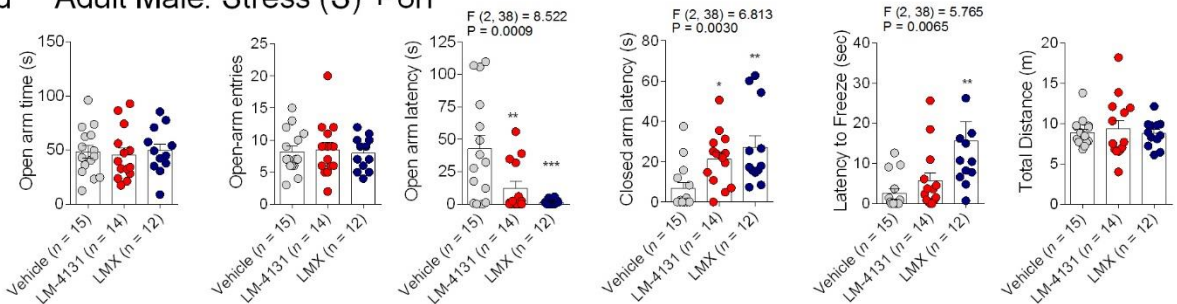 Adult Male: Stress (S) +
Open arm time (s)
150
100
50
0
Vehicle (n = 15)
LM-4131 (n = 14)
LMX (n = 12)
Open-arm entries
25
20
15
10
5
0
Vehicle (n = 15)
LM-4131 (n = 14)
LMX (n = 12)
F (2, 38) = 8.522
P = 0.0009
Open arm latency (s)
125
100
75
50
25
0
**
***
Vehicle (n = 15)
LM-4131 (n = 14)
LMX (n = 12)
F (2, 38) = 6.813
P = 0.0030
Closed arm latency (s)
80
60
40
20
0
*
**
Vehicle (n = 15)
LM-4131 (n = 14)
LMX (n = 12)
F (2, 38) = 5.765
P = 0.0065
Latency to Freeze (sec)
40
30
20
10
0
**
Vehicle (n = 15)
LM-4131 (n = 14)
LMX (n = 12)
Total Distance (m)
20
15
10
5
0
Vehicle (n = 15)
LM-4131 (n = 14)
LMX (n = 12)